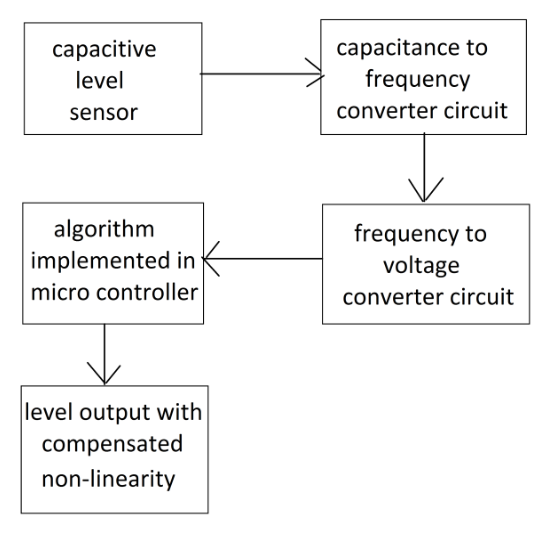 capacitive
level
sensor
capacitance to
frequency
converter circuit
frequency to
voltage
converter circuit
algorithm
implemented in
micro controller
level output with
compensated
non-linearity